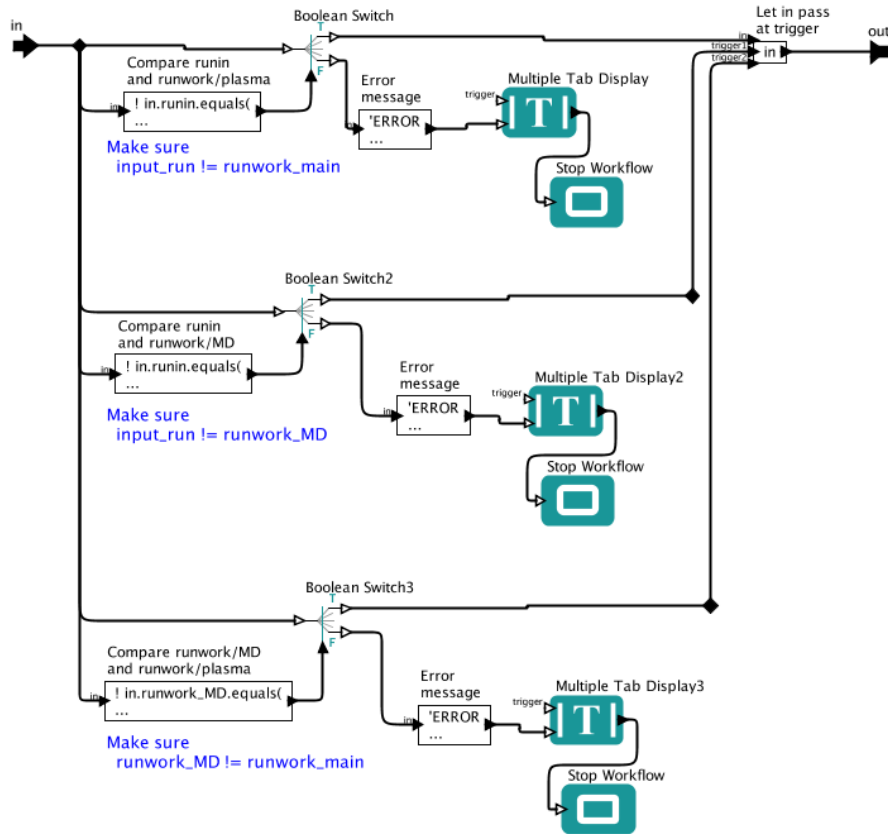 in
Boolean Switch
T
F
Let in pass
at trigger
in
trigger1
trigger2
in
out
Compare runin
and runwork/plasma
in
! in.runin.equals(
...
Make sure
input_run != runwork_main
Error
message
in
'ERROR
...
Multiple Tab Display
trigger
T
Stop Workflow
Boolean Switch2
T
F
Compare runin
and runwork/MD
in
! in.runin.equals(
...
Make sure
input_run != runwork_MD
Error
message
in
'ERROR
...
Multiple Tab Display2
trigger
T
Stop Workflow
Boolean Switch3
T
F
Compare runwork/MD
and runwork/plasma
in
! in.runwork_MD.equals(
...
Make sure
runwork_MD != runwork_main
Error
message
in
'ERROR
...
Multiple Tab Display3
trigger
T
Stop Workflow